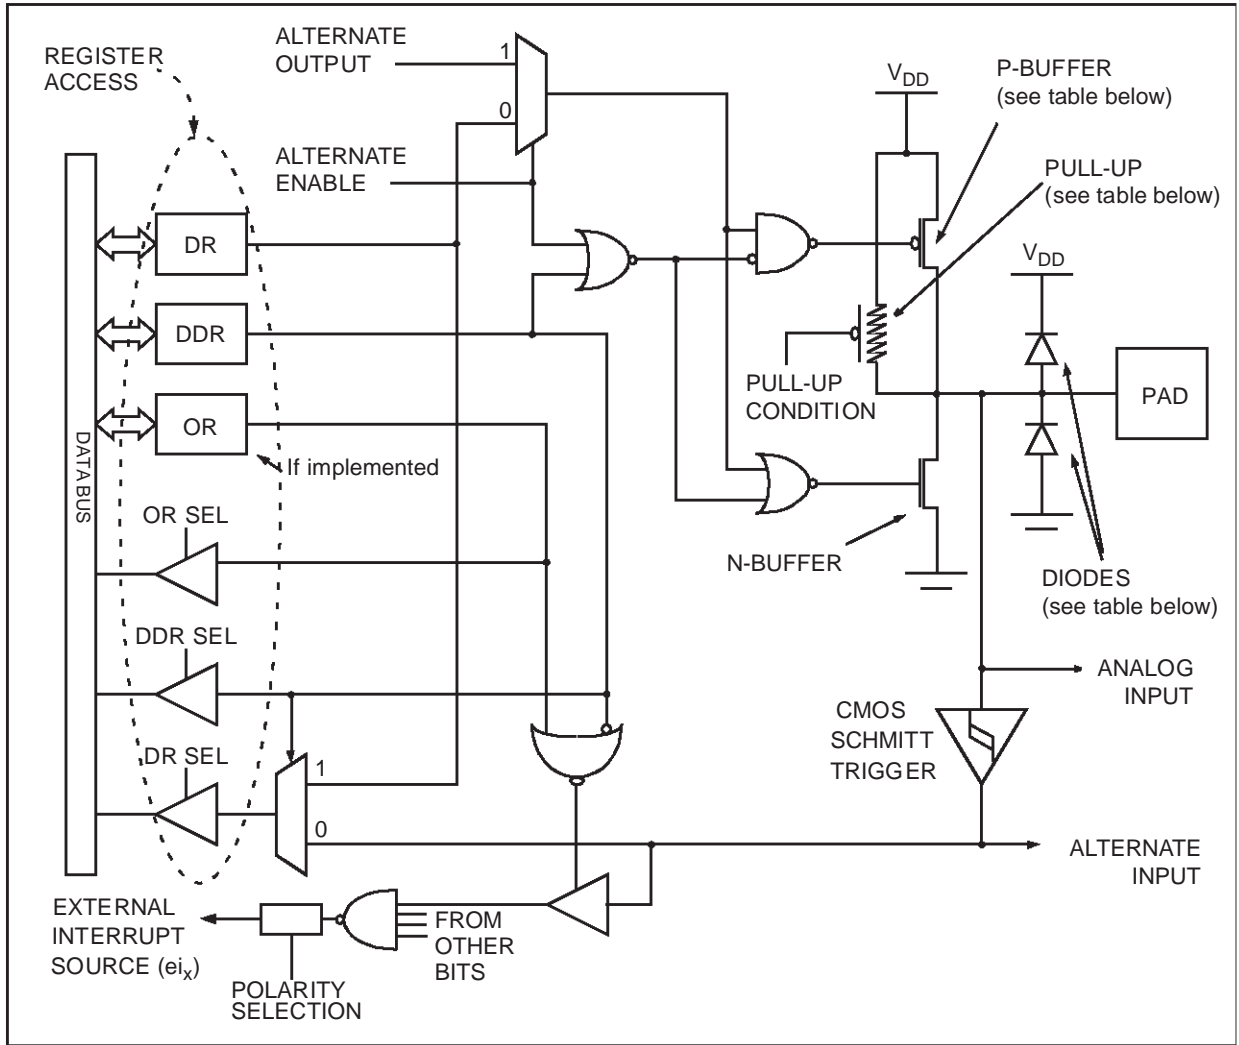 REGISTER
ACCESS
ALTERNATE
OUTPUT
1
0
ALTERNATE
ENABLE
VDD
P-BUFFER
(see table below)
PULL-UP
(see table below)
VDD
DR
DDR
OR
If implemented
DATA BUS
PULL-UP
CONDITION
PAD
OR SEL
N-BUFFER
DIODES
(see table below)
DDR SEL
ANALOG
INPUT
CMOS
SCHMITT
TRIGGER
DR SEL
1
0
ALTERNATE
INPUT
EXTERNAL
INTERRUPT
SOURCE (eix)
FROM
OTHER
BITS
POLARITY
SELECTION